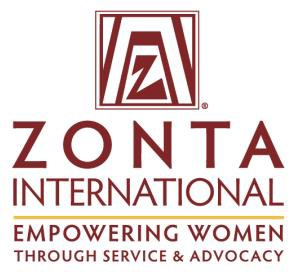 Z
®
ZONTA
INTERNATIONAL
EMPOWERING WOMEN
THROUGH SERVICE & ADVOCACY